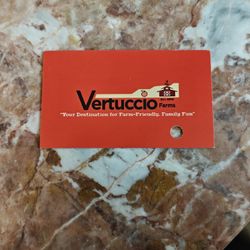 Vertuccio
Farms
"Your Destination for Farm-Friendly, Family Fun"